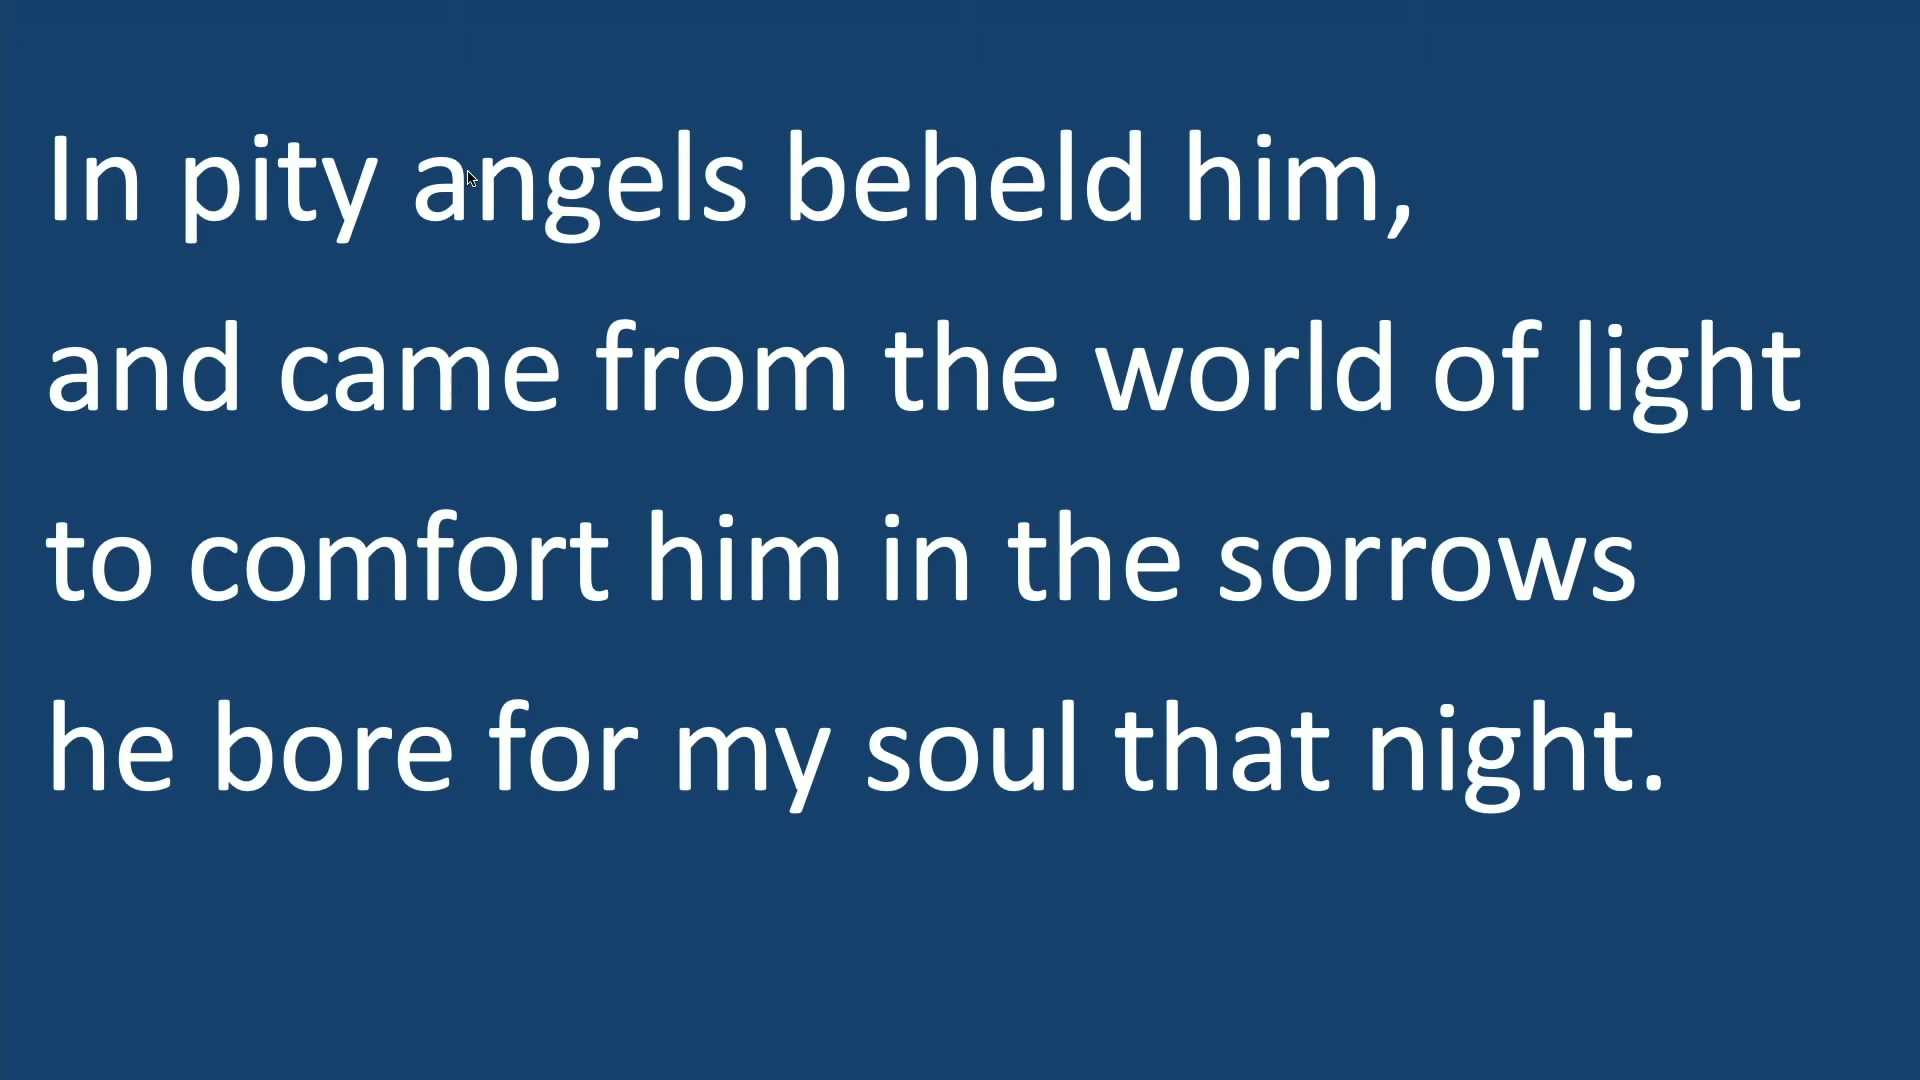 In pity angels beheld him,
and came from the world of light
to comfort him in the sorrows
he bore for my soul that night.